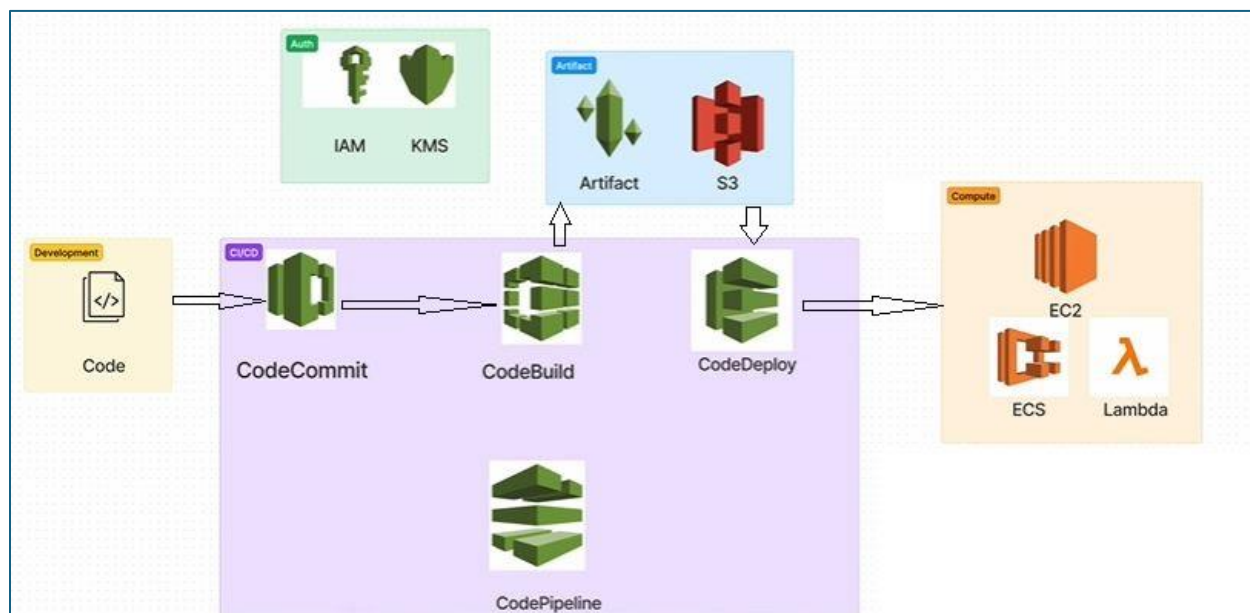 Auth
IAM KMS
Artifact
Artifact S3
Compute
EC2
ECS Lambda
Development
Code
CI/CD
CodeCommit CodeBuild CodeDeploy
CodePipeline